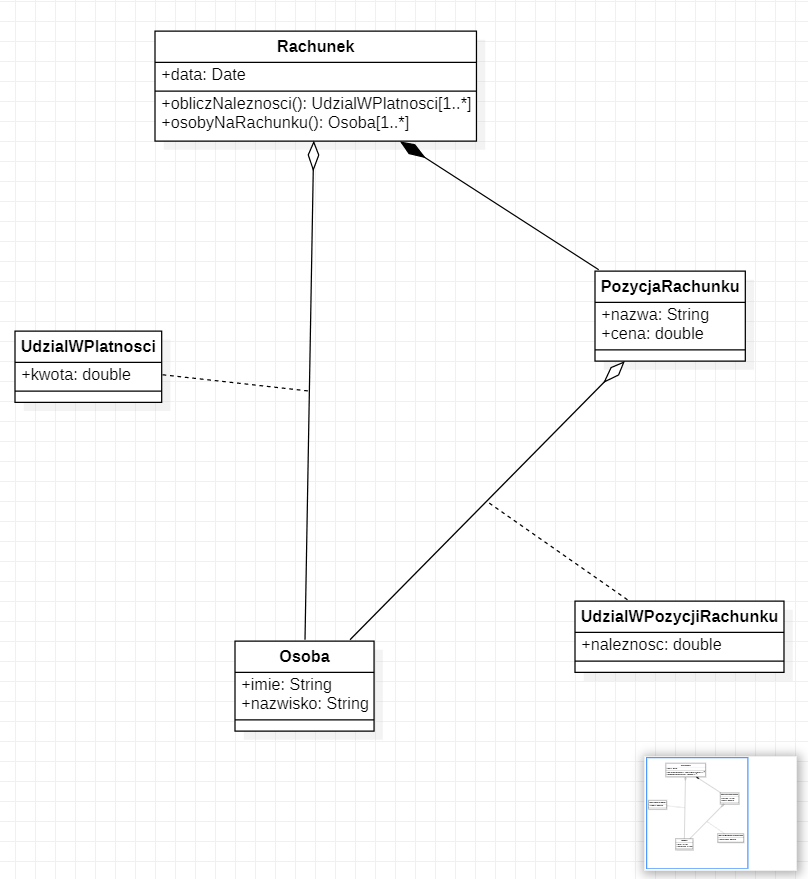 Rachunek
+data: Date
+obliczNaleznosci(): UdzialWPlatnosci[1..*]
+osobyNaRachunku(): Osoba[1..*]
PozycjaRachunku
+nazwa: String
+cena: double
UdzialWPlatnosci
+kwota: double
UdzialWPozycjiRachunku
+naleznosc: double
Osoba
+imie: String
+nazwisko: String